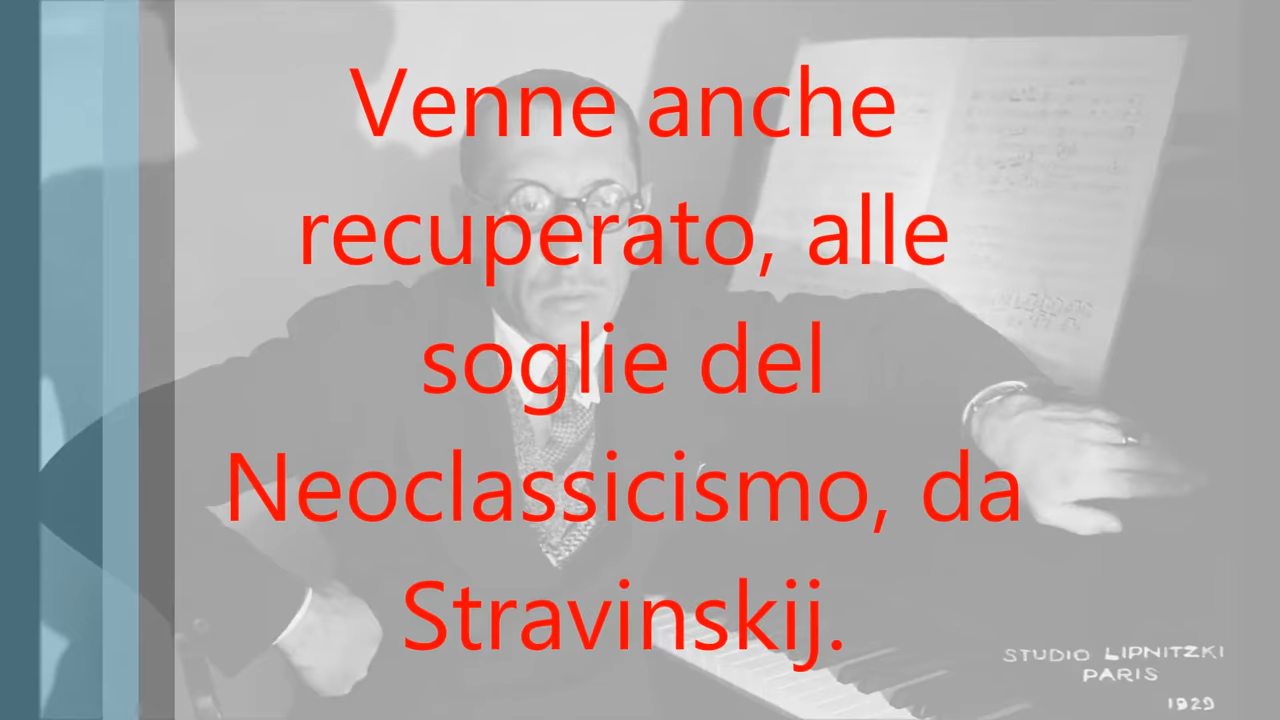 Venne anche
recuperato, alle
soglie del
Neoclassicismo, da
Stravinskij.
STUDIO LIPNITZKI
PARIS
1929